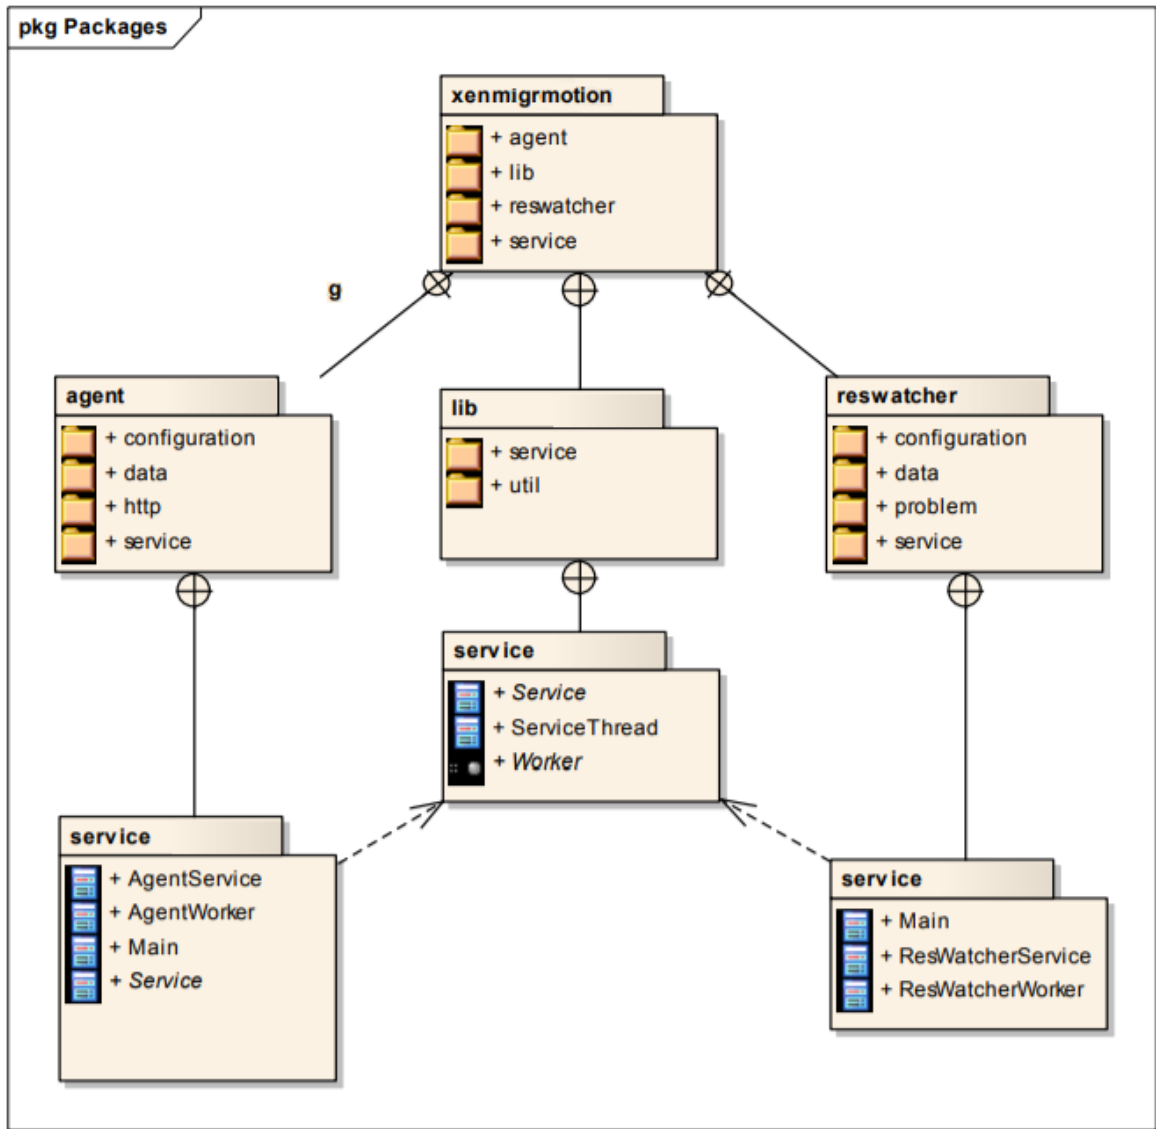 pkg Packages
xenmigrmotion
+ agent
+ lib
+ reswatcher
+ service
g
agent
+ configuration
+ data
+ http
+ service
lib
+ service
+ util
reswatcher
+ configuration
+ data
+ problem
+ service
service
+ Service
+ ServiceThread
+ Worker
service
+ AgentService
+ AgentWorker
+ Main
+ Service
service
+ Main
+ ResWatcherService
+ ResWatcherWorker